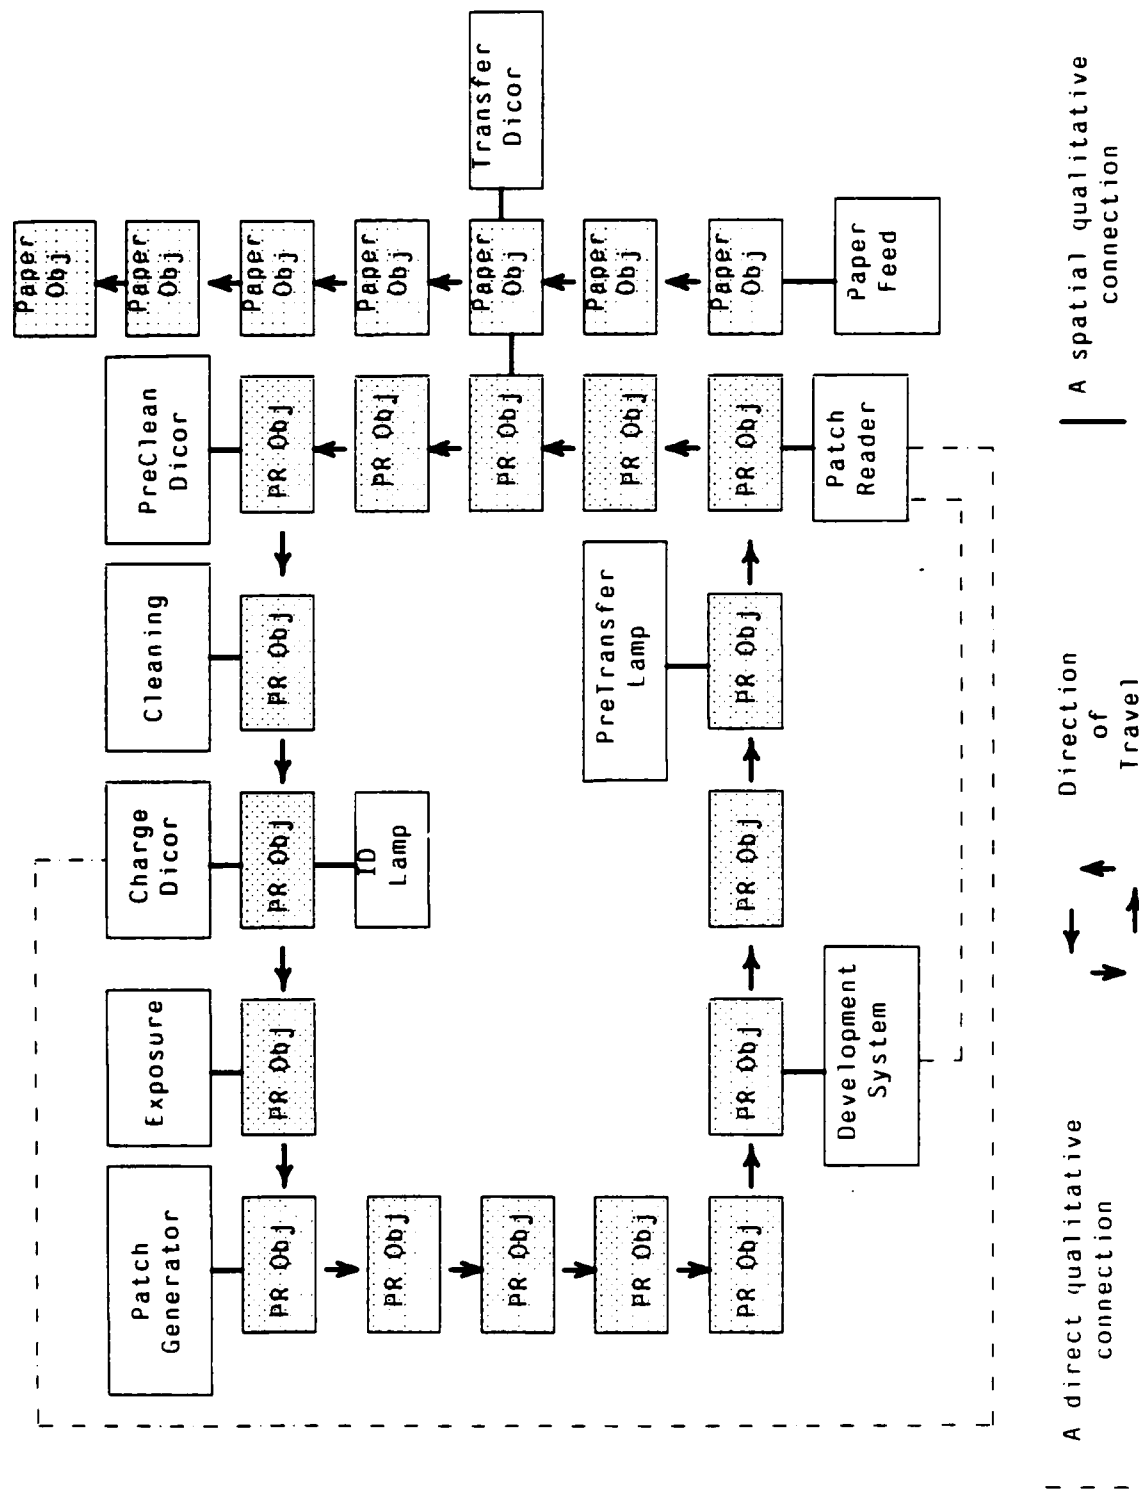 Patch
Generator
Exposure
Charge
Dicor
Cleaning
PreClean
Dicor
PR Obj
PR Obj
PR Obj
PR Obj
PR Obj
Paper
Obj
Paper
Obj
Paper
Obj
ID
Lamp
PR Obj
PR Obj
Paper
Obj
PR Obj
PR Obj
Paper
Obj
Transfer
Dicor
PR Obj
PreTransfer
Lamp
PR Obj
Paper
Obj
PR Obj
PR Obj
PR Obj
PR Obj
PR Obj
Paper
Obj
Development
System
Patch
Reader
Paper
Feed
A direct qualitative
connection
Direction
of
Travel
A spatial qualitative
connection